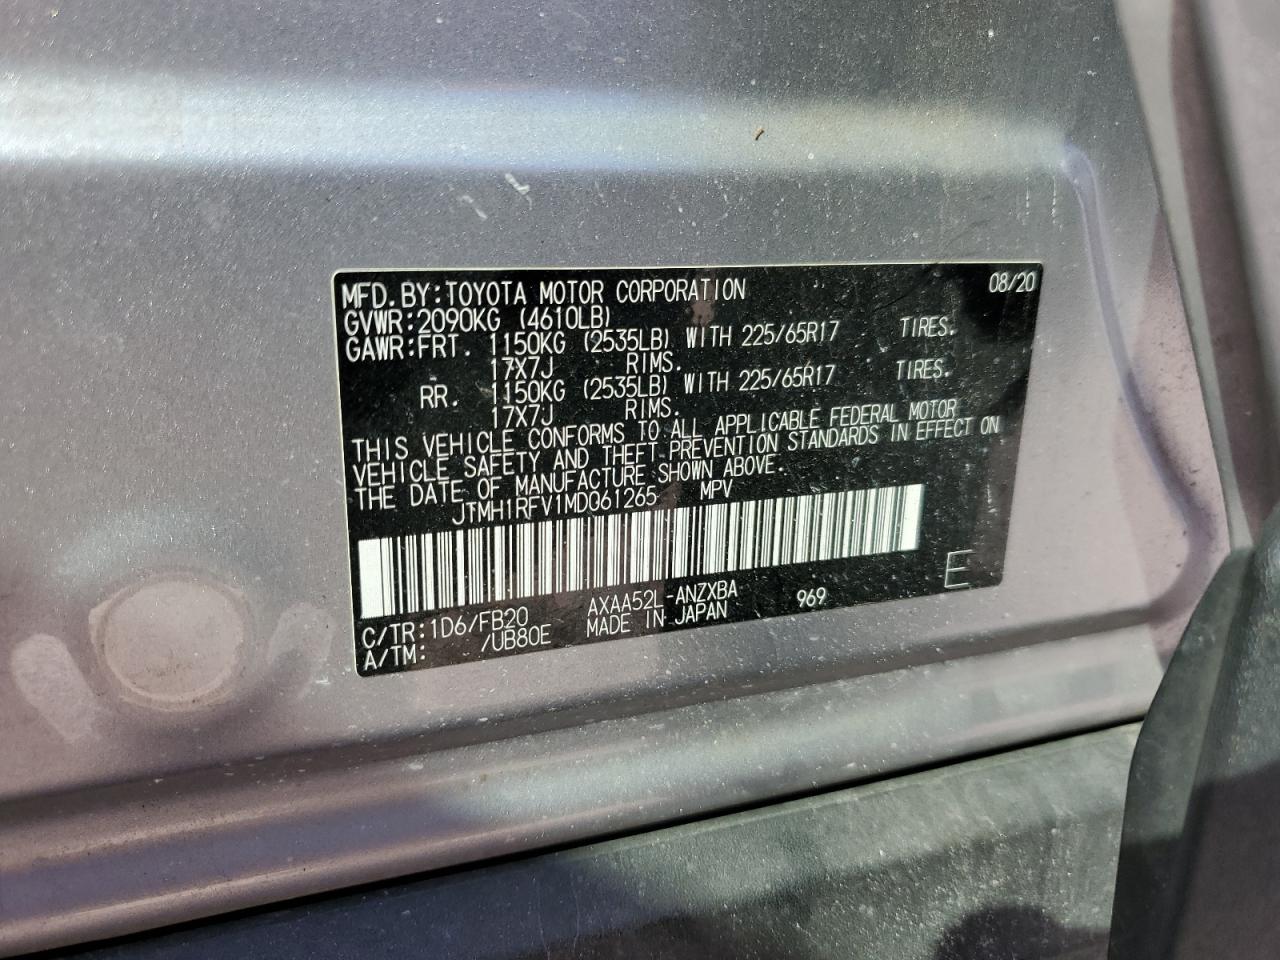 MFD.BY:TOYOTA MOTOR CORPORATION 08/20
GVWR:2090KG (4610LB)
GAWR:FRT. 1150KG (2535LB) WITH 225/65R17 TIRES.
17X7J RIMS.
RR. 1150KG (2535LB) WITH 225/65R17 TIRES.
17X7J RIMS.
THIS VEHICLE CONFORMS TO ALL APPLICABLE FEDERAL MOTOR
VEHICLE SAFETY AND THEFT PREVENTION STANDARDS IN EFFECT ON
THE DATE OF MANUFACTURE SHOWN ABOVE.
JTMH1RFV1MD061265 MPV
E
C/TR:1D6/FB20 AXAA52L-ANZXBA 969
A/TM: /UB80E MADE IN JAPAN